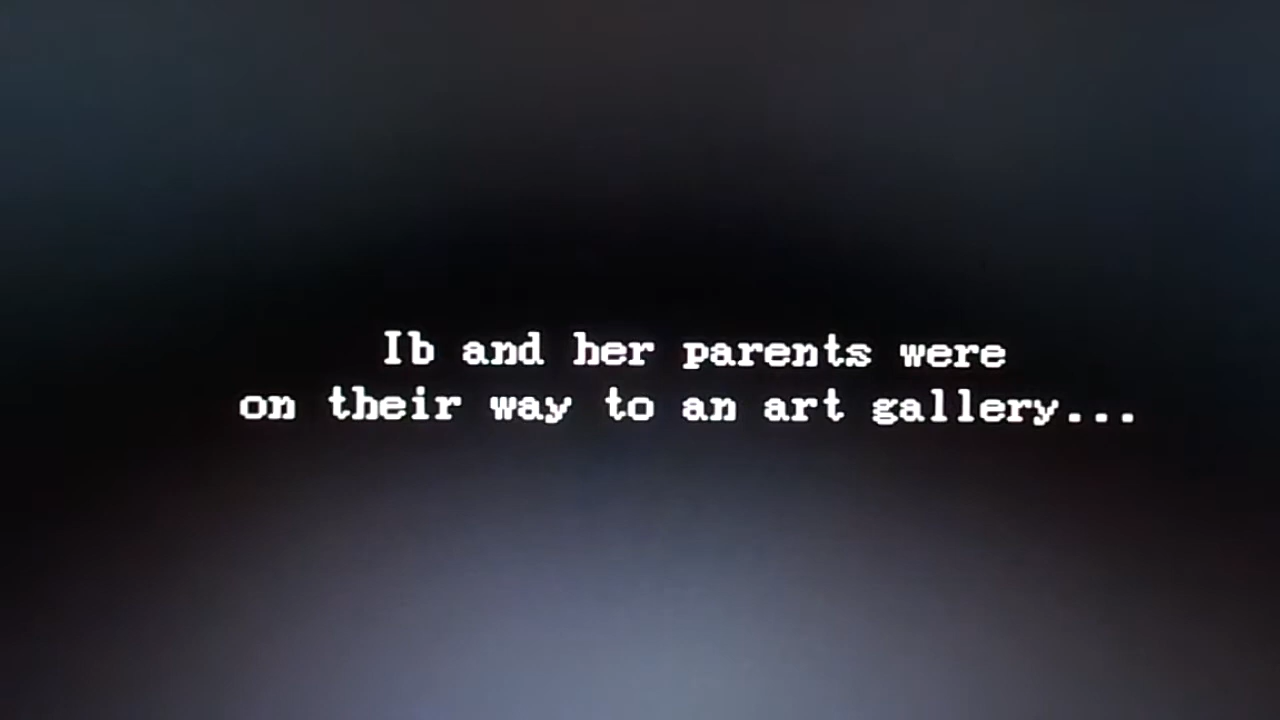 Ib and her parents were
on their way to an art gallery...